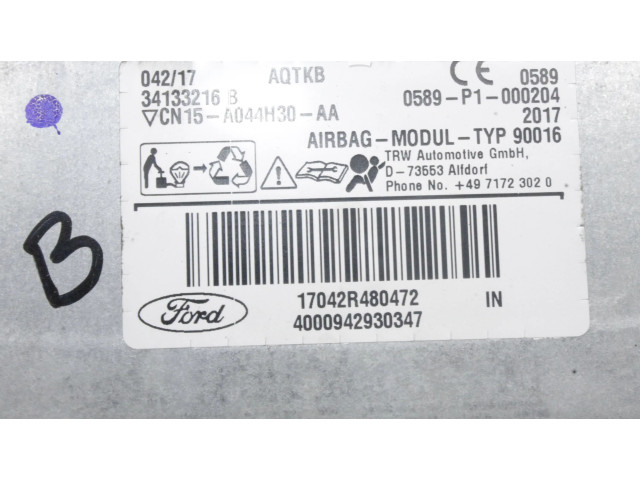 042/17 AQTKB CE 0589
34133216 B 0589-P1-000204
▽CN15-A044H30-AA 2017
AIRBAG-MODUL-TYP 90016
TRW Automotive GmbH,
D-73553 Alfdorf
Phone No. +49 7172 302 0
B
Ford 17042R480472 IN
4000942930347